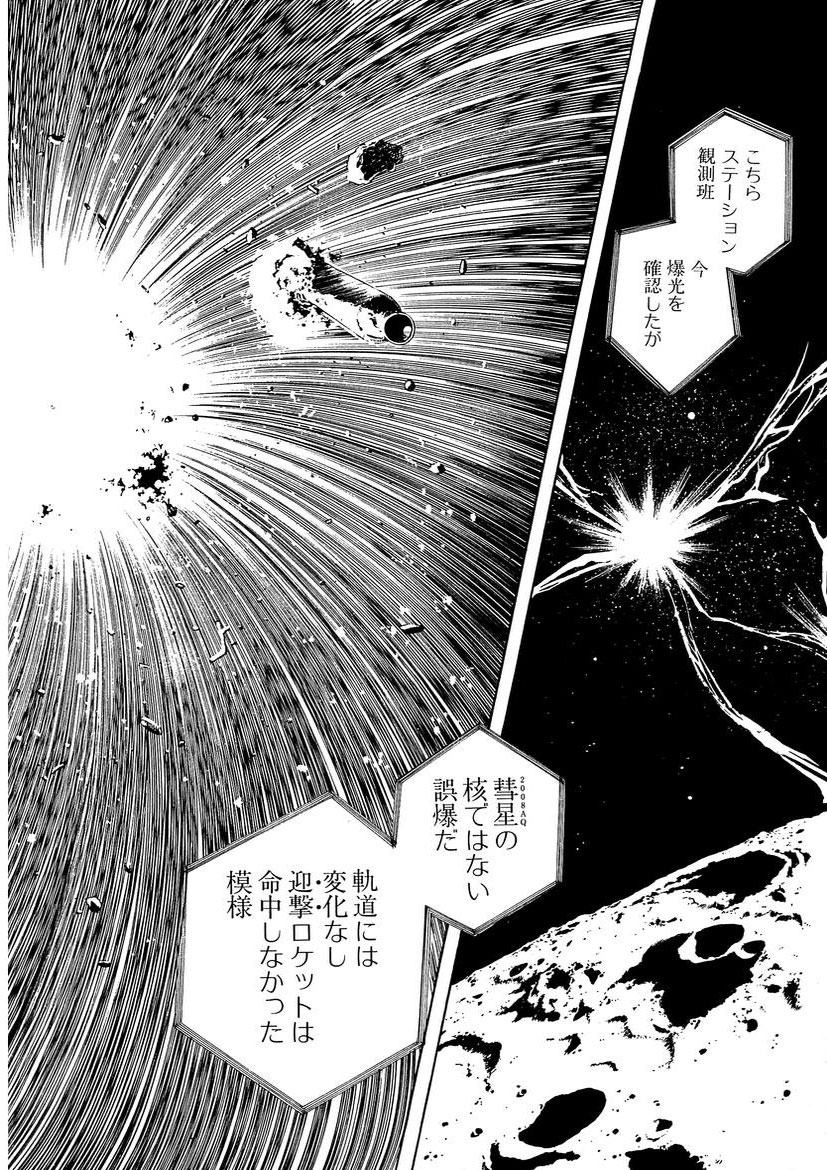 こちら
ステーション
観測班
今
爆光を
確認したが
彗星の
2008AQ
核ではない
誤爆だ
軌道には
変化なし
迎撃ロケットは
命中しなかった
模様